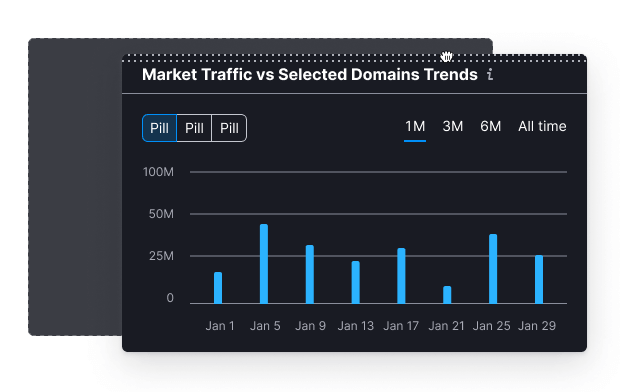 Market Traffic vs Selected Domains Trends i
Pill Pill Pill
1M 3M 6M All time
100M
50M
25M
0
Jan 1 Jan 5 Jan 9 Jan 13 Jan 17 Jan 21 Jan 25 Jan 29